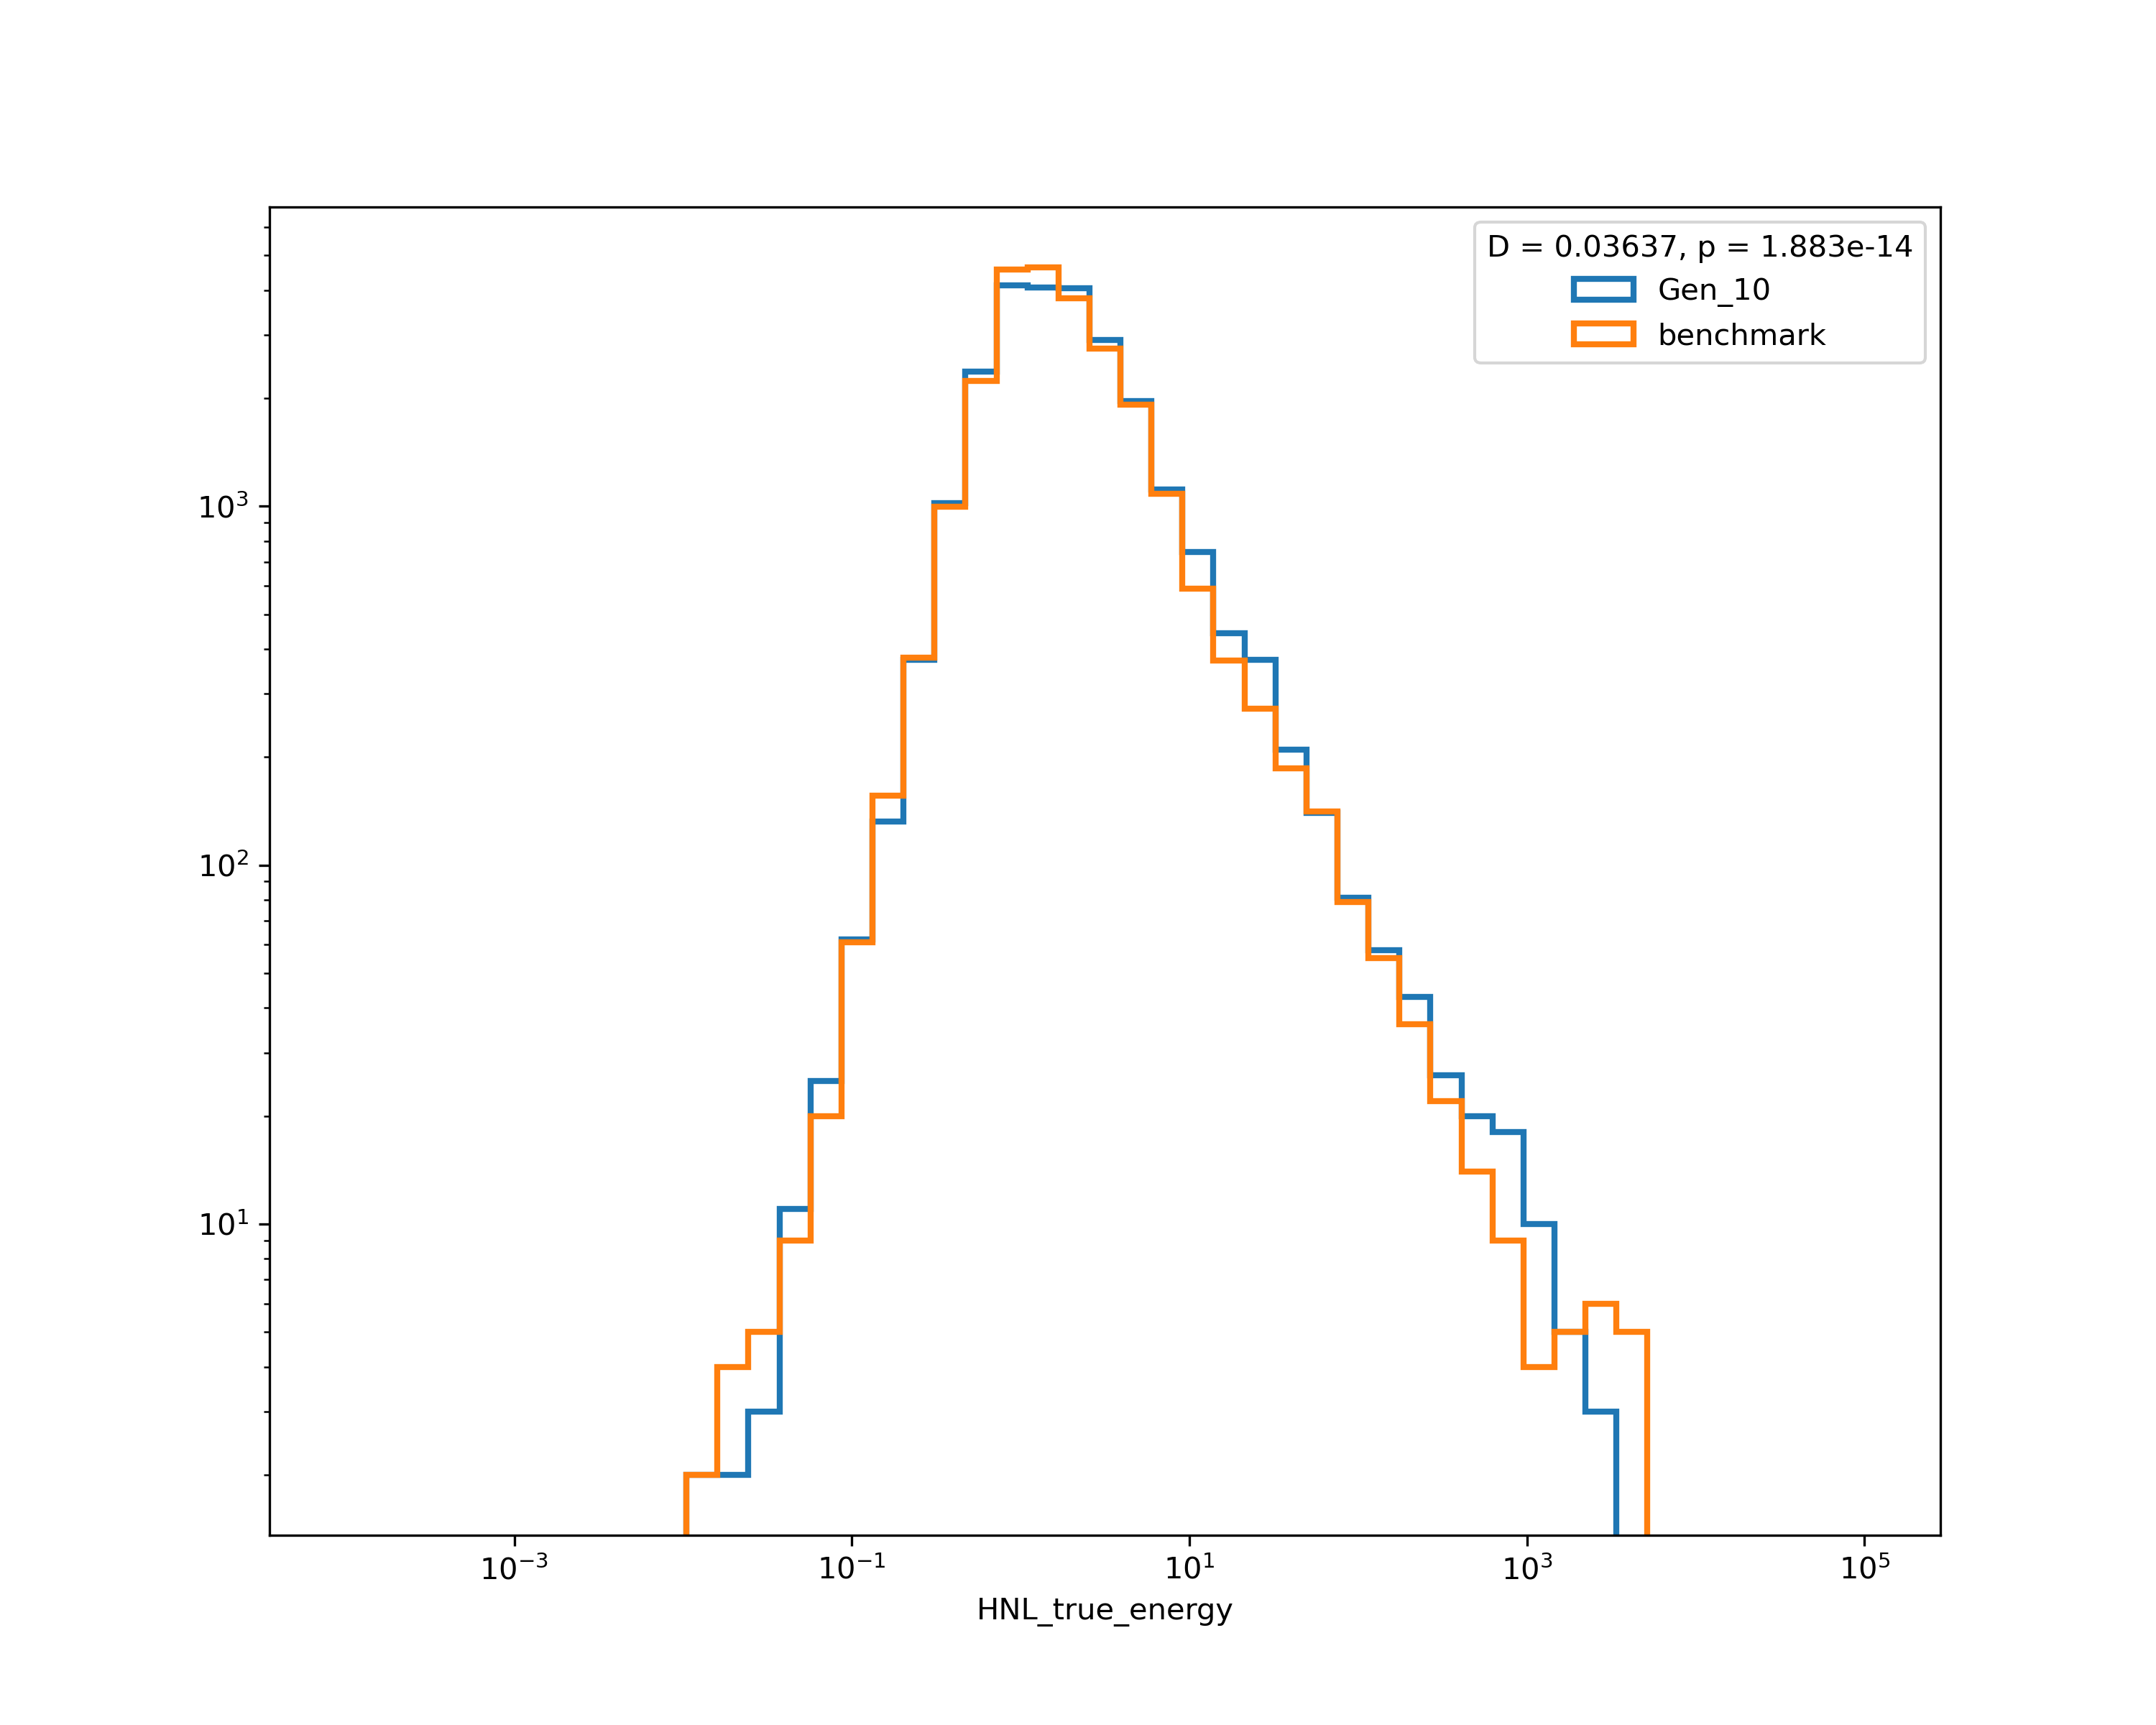 D = 0.03637, p = 1.883e-14
Gen_10
benchmark
10³
10²
10¹
10⁻³ 10⁻¹ 10¹ 10³ 10⁵
HNL_true_energy